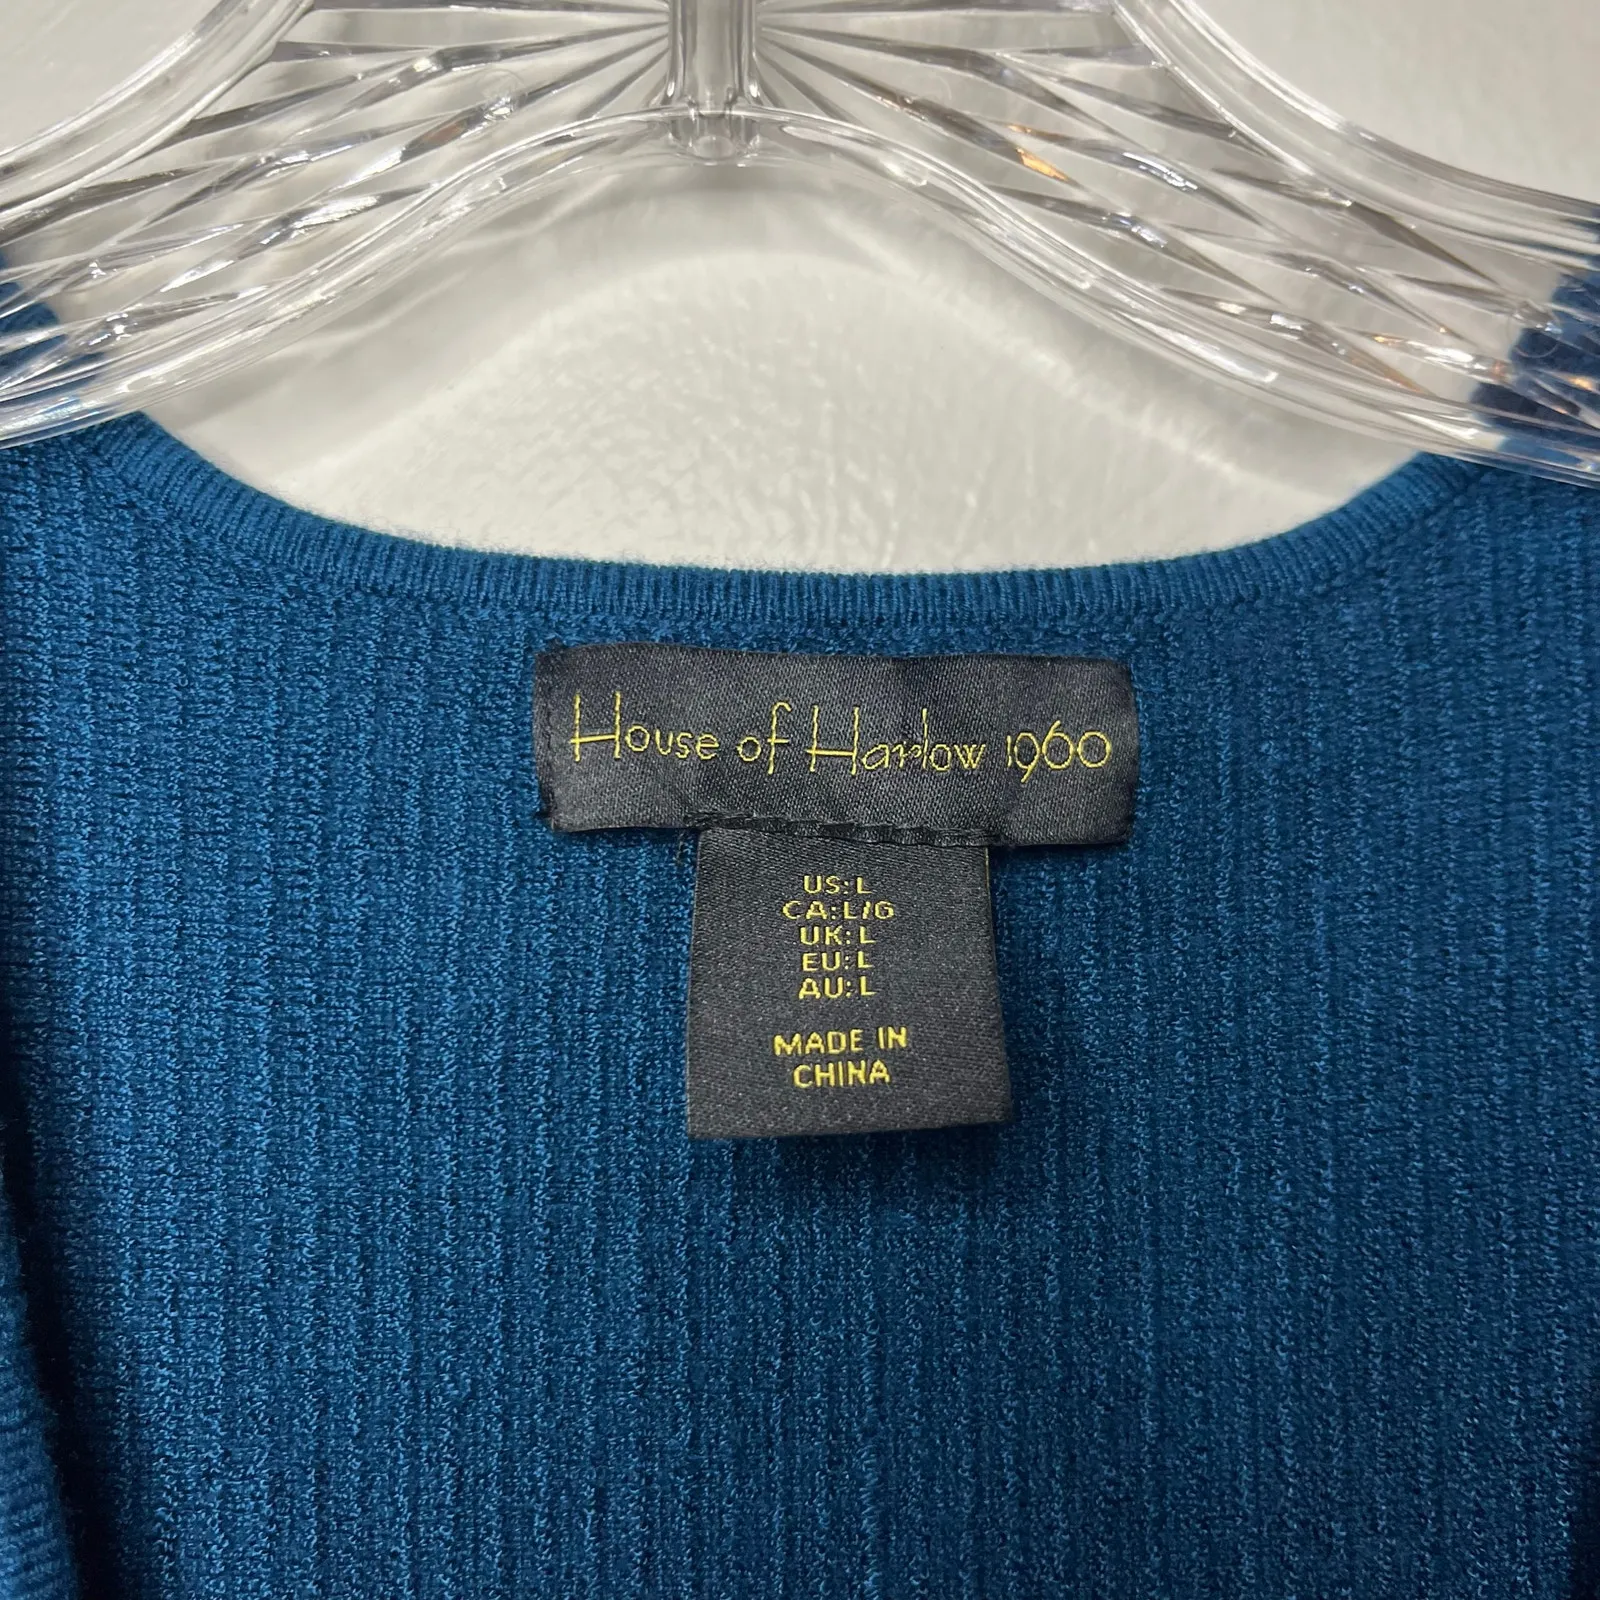 House of Harlow 1960
US: L
CA: L/G
UK: L
EU: L
AU: L
MADE IN
CHINA